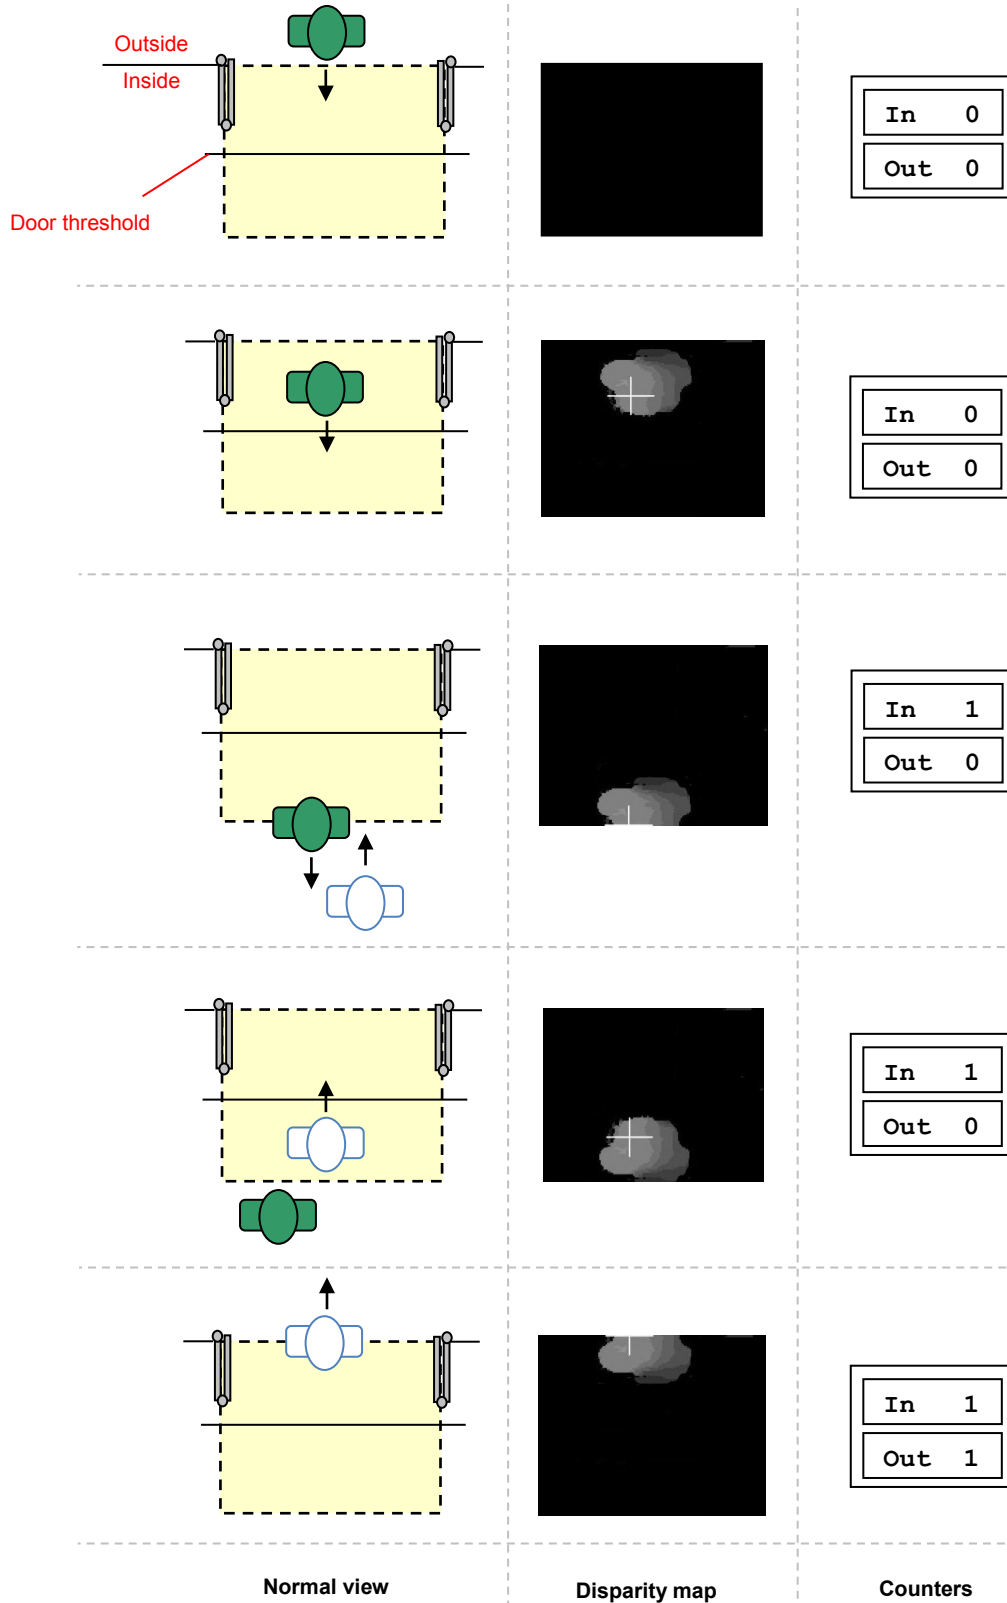 Outside
Inside
Door threshold
In 0
Out 0
In 0
Out 0
In 1
Out 0
In 1
Out 0
In 1
Out 1
Normal view
Disparity map
Counters